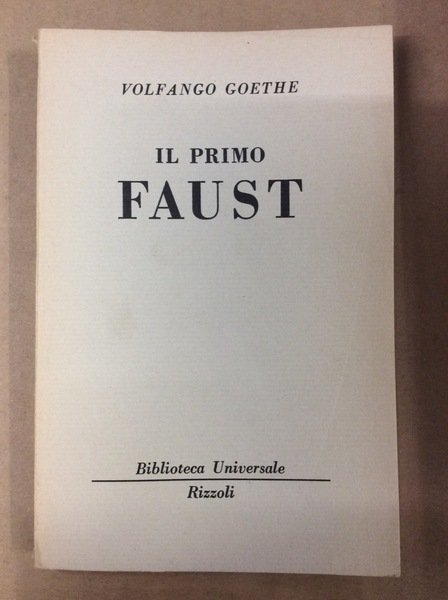 VOLFANGO GOETHE
IL PRIMO
FAUST
Biblioteca Universale
Rizzoli